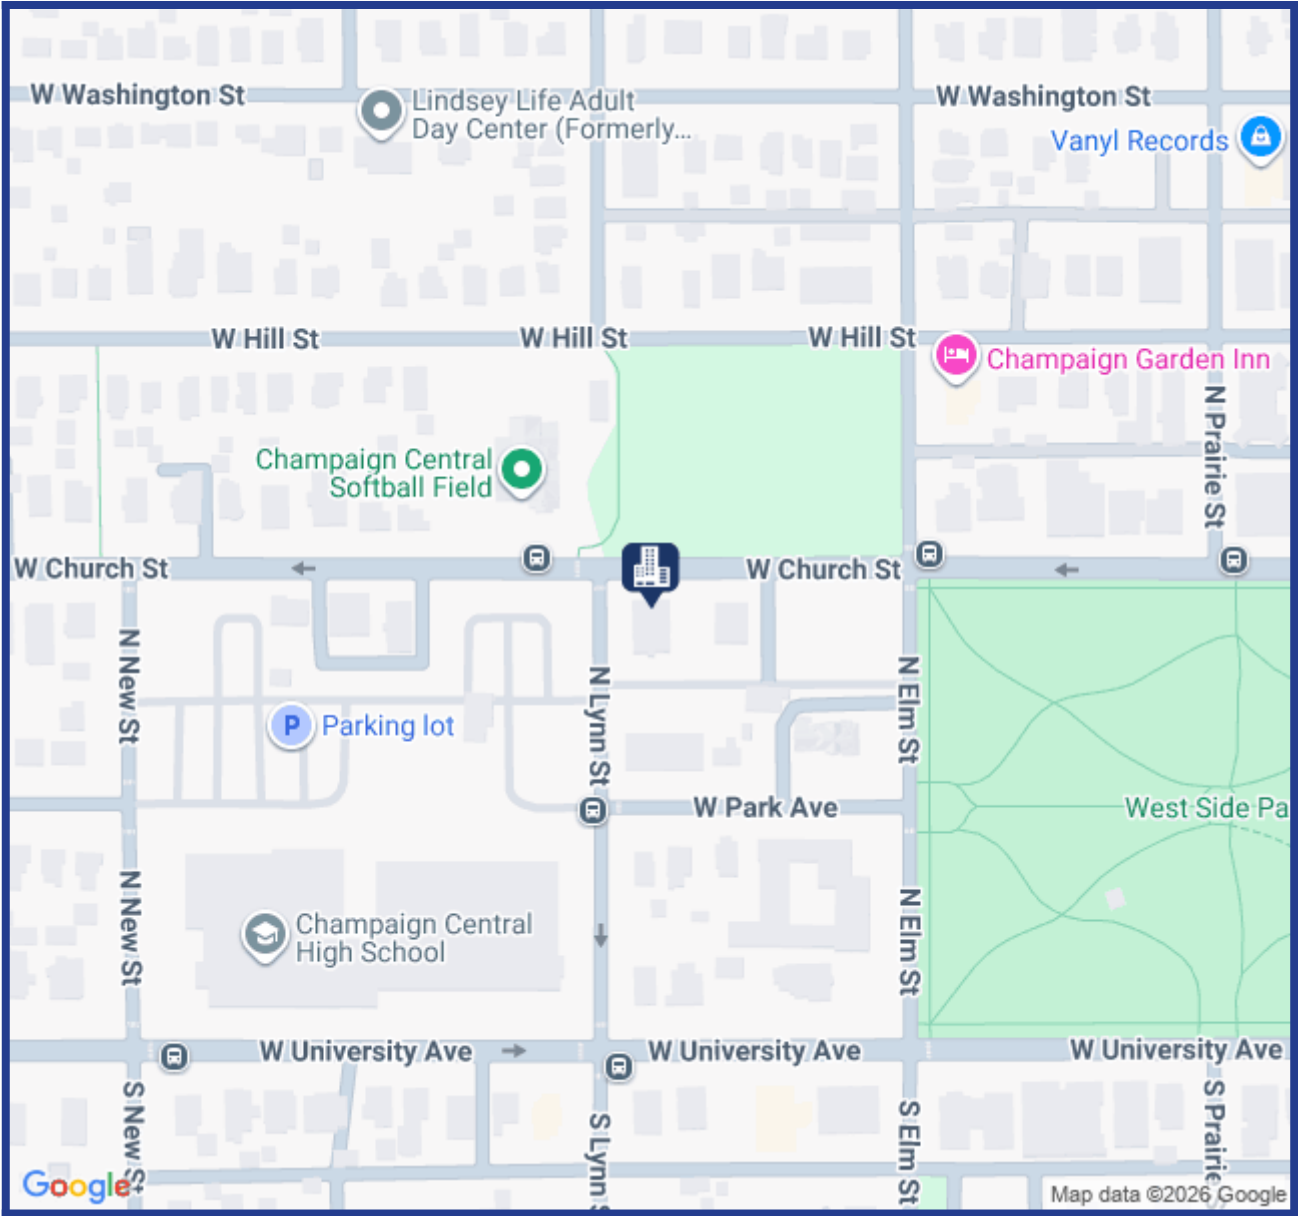 W Washington St
W Washington St
Lindsey Life Adult
Day Center (Formerly...
Vanyl Records
W Hill St
W Hill St
W Hill St
Champaign Garden Inn
N Prairie St
Champaign Central
Softball Field
W Church St
W Church St
N New St
N Lynn St
N Elm St
P
Parking lot
W Park Ave
West Side Pa
N New St
N Elm St
Champaign Central
High School
W University Ave
W University Ave
W University Ave
S New St
S Lynn S
S Elm St
S Prairie S
Google
Map data ©2026 Google